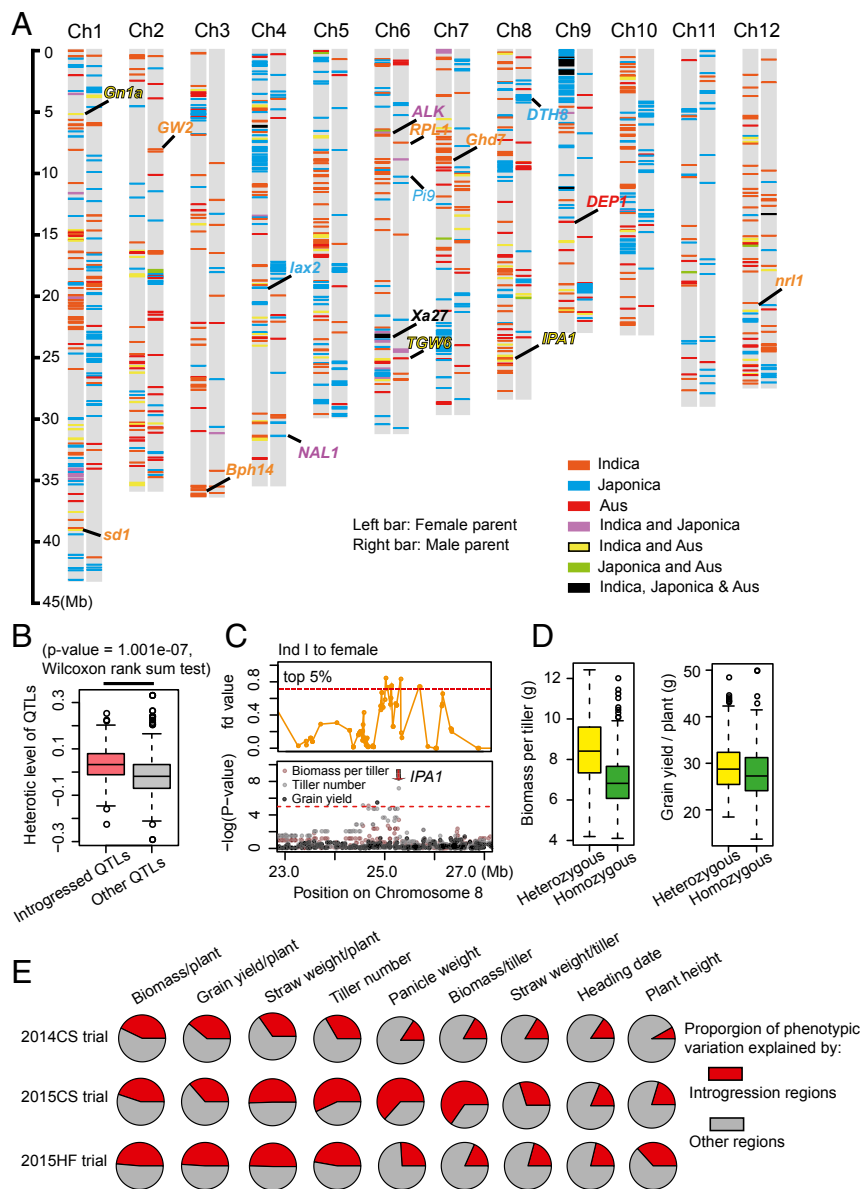 A
Ch1 Ch2 Ch3 Ch4 Ch5 Ch6 Ch7 Ch8 Ch9 Ch10 Ch11 Ch12
0
5
10
15
20
25
30
35
40
45(Mb)
Gn1a
GW2
ALK
RPL1
Ghd7
DTH8
Pi9
DEP1
lax2
Xa27
TGW6
IPA1
nrl1
NAL1
Bph14
sd1
Left bar: Female parent
Right bar: Male parent
Indica
Japonica
Aus
Indica and Japonica
Indica and Aus
Japonica and Aus
Indica, Japonica & Aus
B
(p-value = 1.001e-07,
Wilcoxon rank sum test)
Heterotic level of QTLs
0.3
0.1
−0.1
−0.3
Introgressed QTLs
Other QTLs
C
Ind I to female
top 5%
fd value
0.8
0.4
0.0
−log(P−value)
8
4
0
Biomass per tiller
Tiller number
Grain yield
IPA1
23.0 25.0 27.0 (Mb)
Position on Chromosome 8
D
Biomass per tiller (g)
12
10
8
6
4
Heterozygous
Homozygous
Grain yield / plant (g)
50
40
30
20
Heterozygous
Homozygous
E
Biomass/plant
Grain yield/plant
Straw weight/plant
Tiller number
Panicle weight
Biomass/tiller
Straw weight/tiller
Heading date
Plant height
2014CS trial
2015CS trial
2015HF trial
Proporgion of phenotypic
variation explained by:
Introgression regions
Other regions